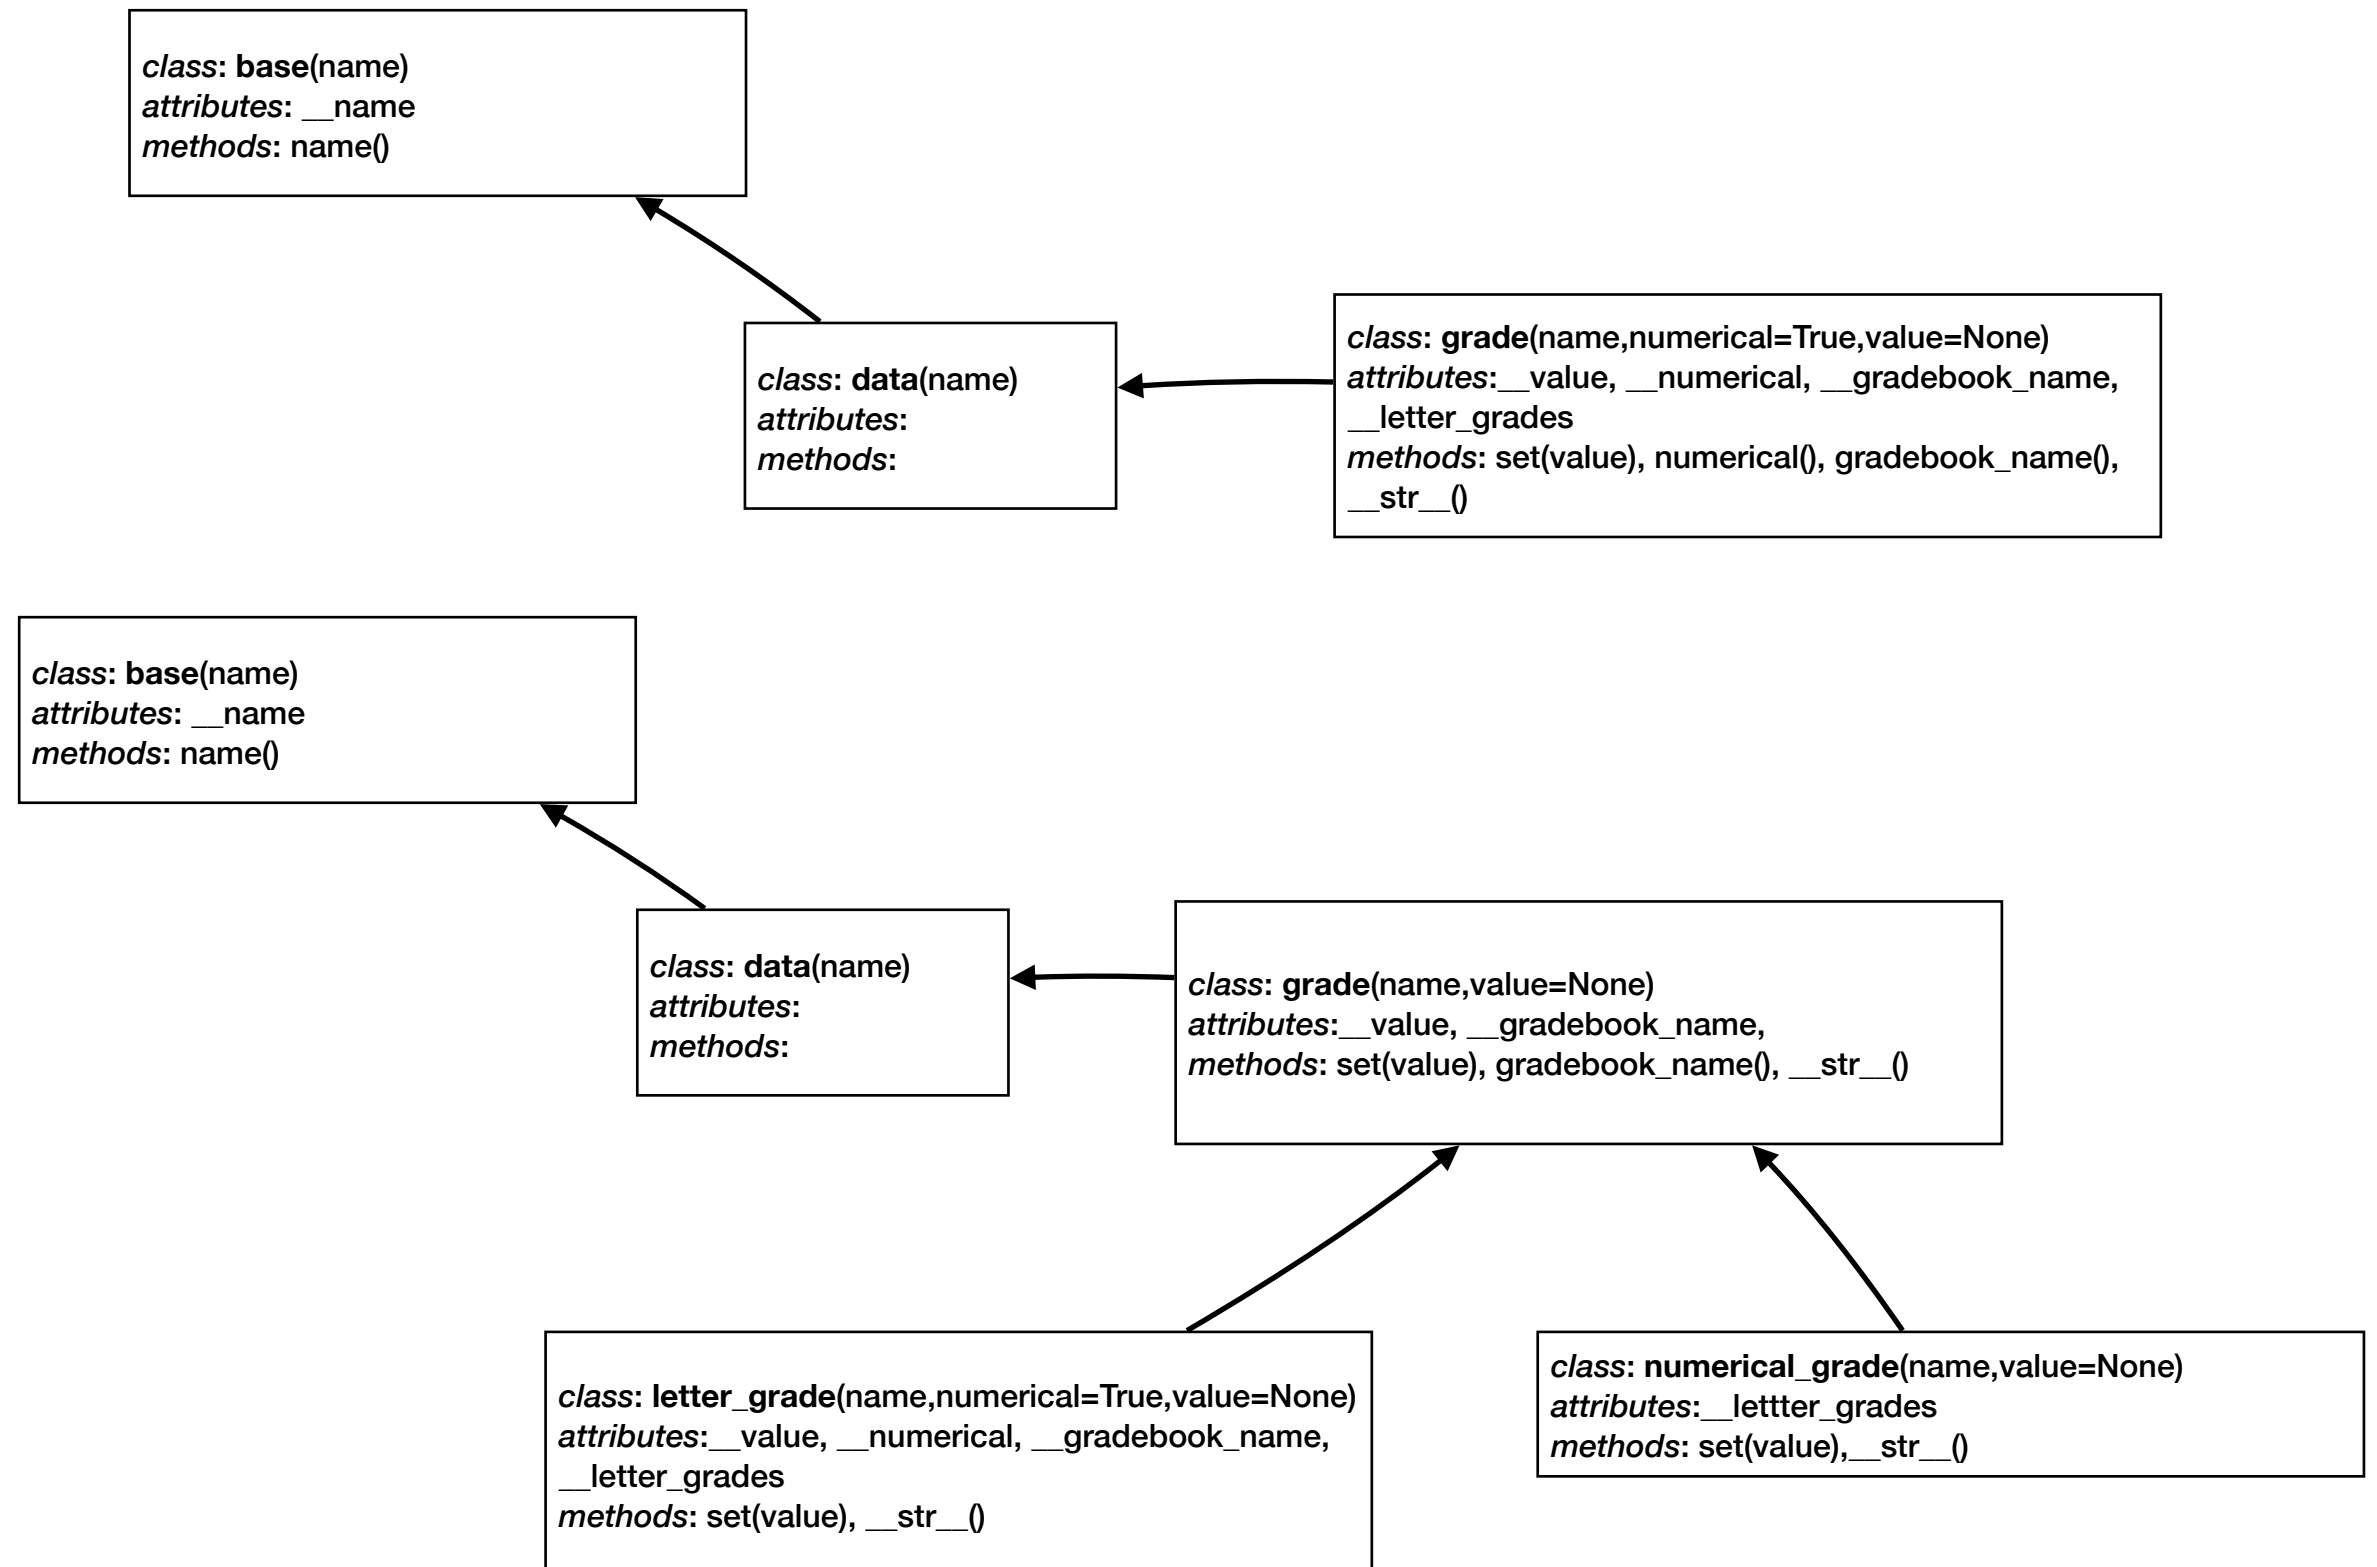 class: base(name)
attributes: __name
methods: name()
class: data(name)
attributes:
methods:
class: grade(name,numerical=True,value=None)
attributes:__value, __numerical, __gradebook_name,
__letter_grades
methods: set(value), numerical(), gradebook_name(),
__str__()
class: base(name)
attributes: __name
methods: name()
class: data(name)
attributes:
methods:
class: grade(name,value=None)
attributes:__value, __gradebook_name,
methods: set(value), gradebook_name(), __str__()
class: letter_grade(name,numerical=True,value=None)
attributes:__value, __numerical, __gradebook_name,
__letter_grades
methods: set(value), __str__()
class: numerical_grade(name,value=None)
attributes:__lettter_grades
methods: set(value),__str__()